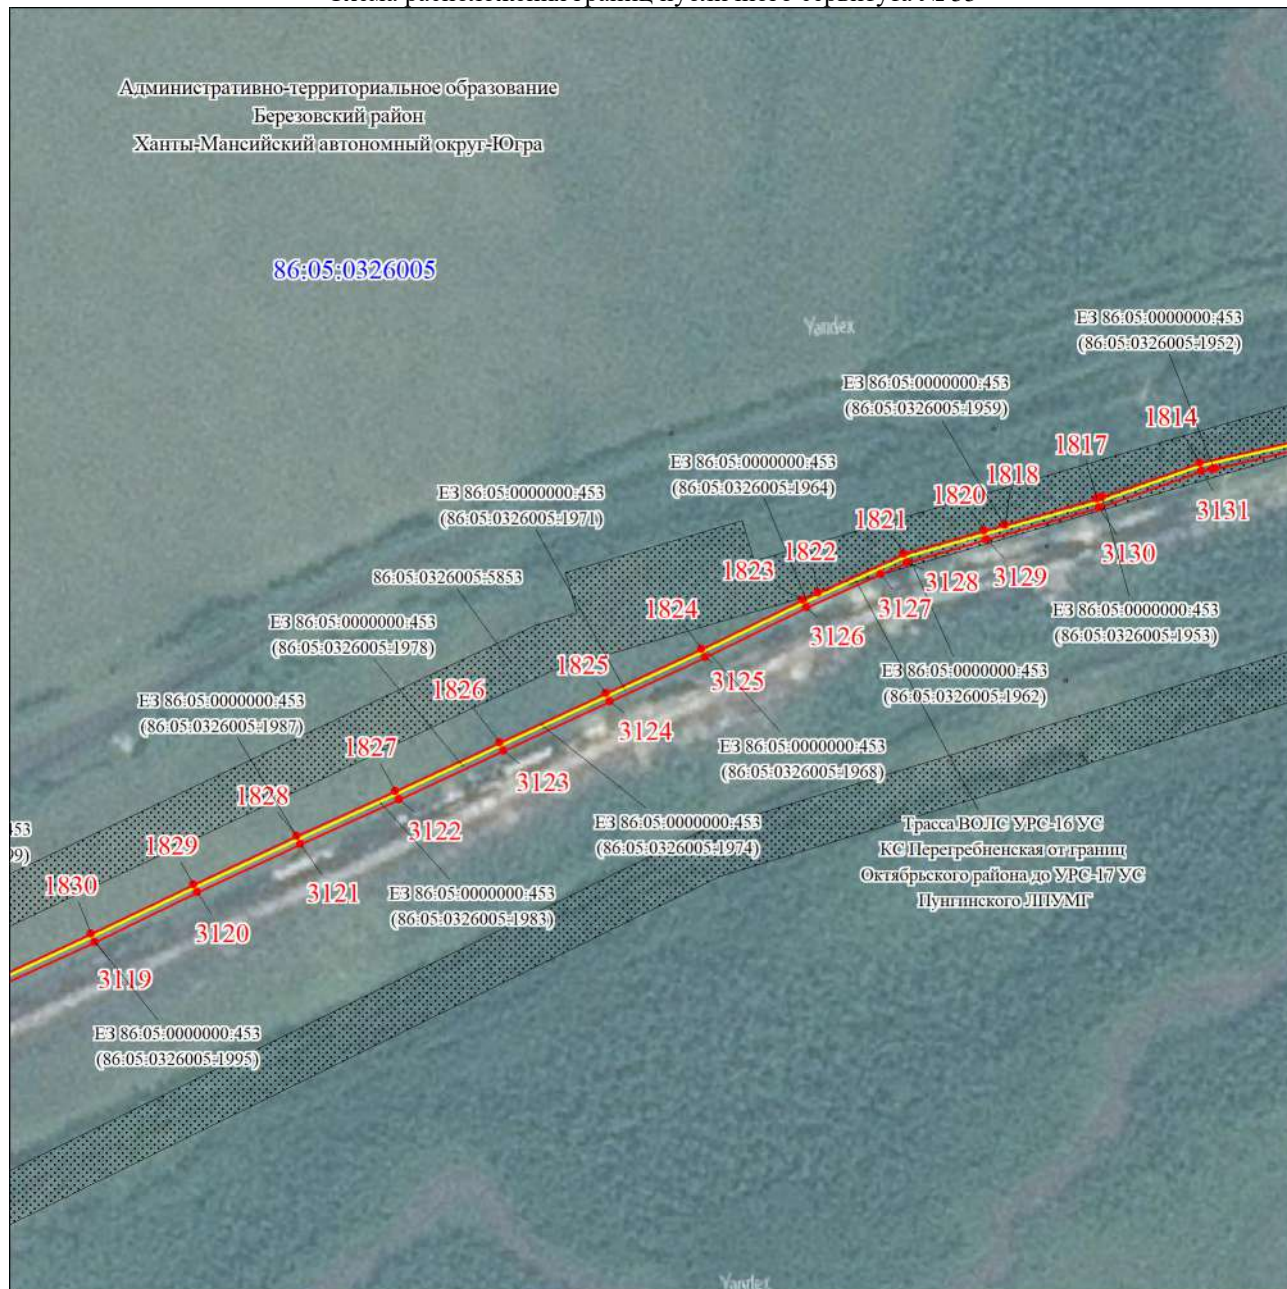 Схема расположения границ публичного сервитута № 35
Административно-территориальное образование
Березовский район
Ханты-Мансийский автономный округ-Югра
86:05:0326005
Yandex
ЕЗ 86:05:0000000:453
(86:05:0326005:1952)
ЕЗ 86:05:0000000:453
(86:05:0326005:1959)
1814
1817
ЕЗ 86:05:0000000:453
(86:05:0326005:1964)
1818
1820
3131
ЕЗ 86:05:0000000:453
(86:05:0326005:1971)
1821
3130
3129
1822
1823
3128
86:05:0326005:5853
3127
ЕЗ 86:05:0000000:453
(86:05:0326005:1953)
ЕЗ 86:05:0000000:453
(86:05:0326005:1978)
1824
3126
3125
ЕЗ 86:05:0000000:453
(86:05:0326005:1962)
1825
ЕЗ 86:05:0000000:453
(86:05:0326005:1987)
1826
3124
ЕЗ 86:05:0000000:453
(86:05:0326005:1968)
1827
3123
1828
3122
ЕЗ 86:05:0000000:453
(86:05:0326005:1974)
Трасса ВОЛС УРС-16 УС
КС Перегребненская от границ
Октябрьского района до УРС-17 УС
Пунгинского ЛПУМГ
453
99)
1829
3121
ЕЗ 86:05:0000000:453
(86:05:0326005:1983)
1830
3120
3119
ЕЗ 86:05:0000000:453
(86:05:0326005:1995)
Yandex